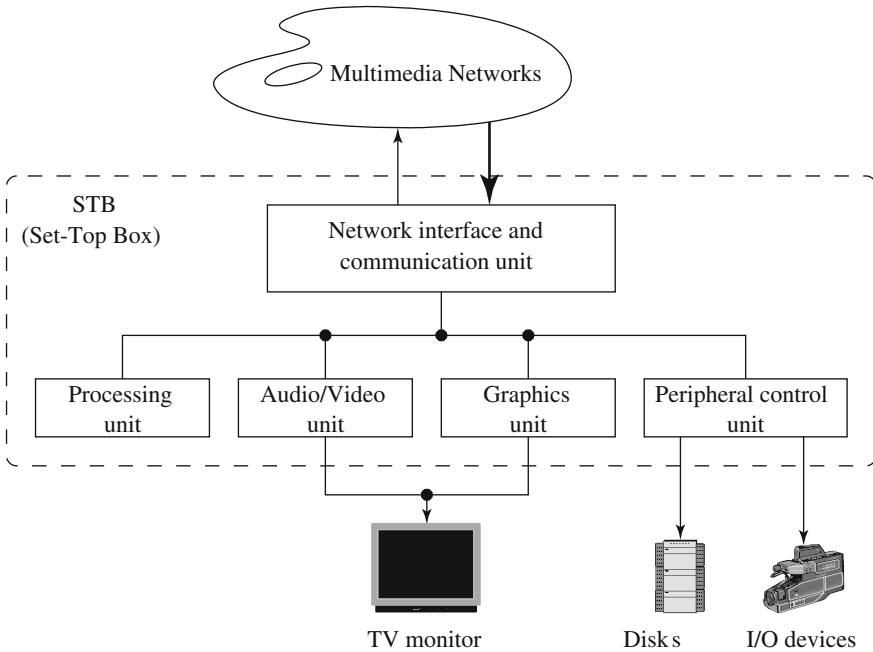 Multimedia Networks
STB
(Set-Top Box)
Network interface and
communication unit
Processing
unit
Audio/Video
unit
Graphics
unit
Peripheral control
unit
TV monitor
Disks
I/O devices